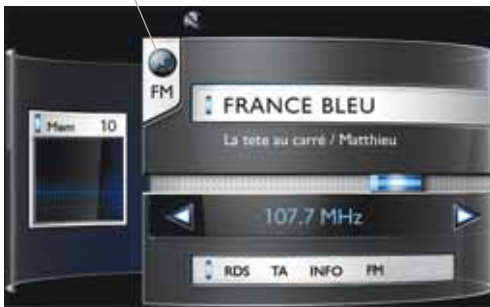 FM
Mem 10
FRANCE BLEU
La tete au carré / Matthieu
107.7 MHz
RDS TA INFO FM